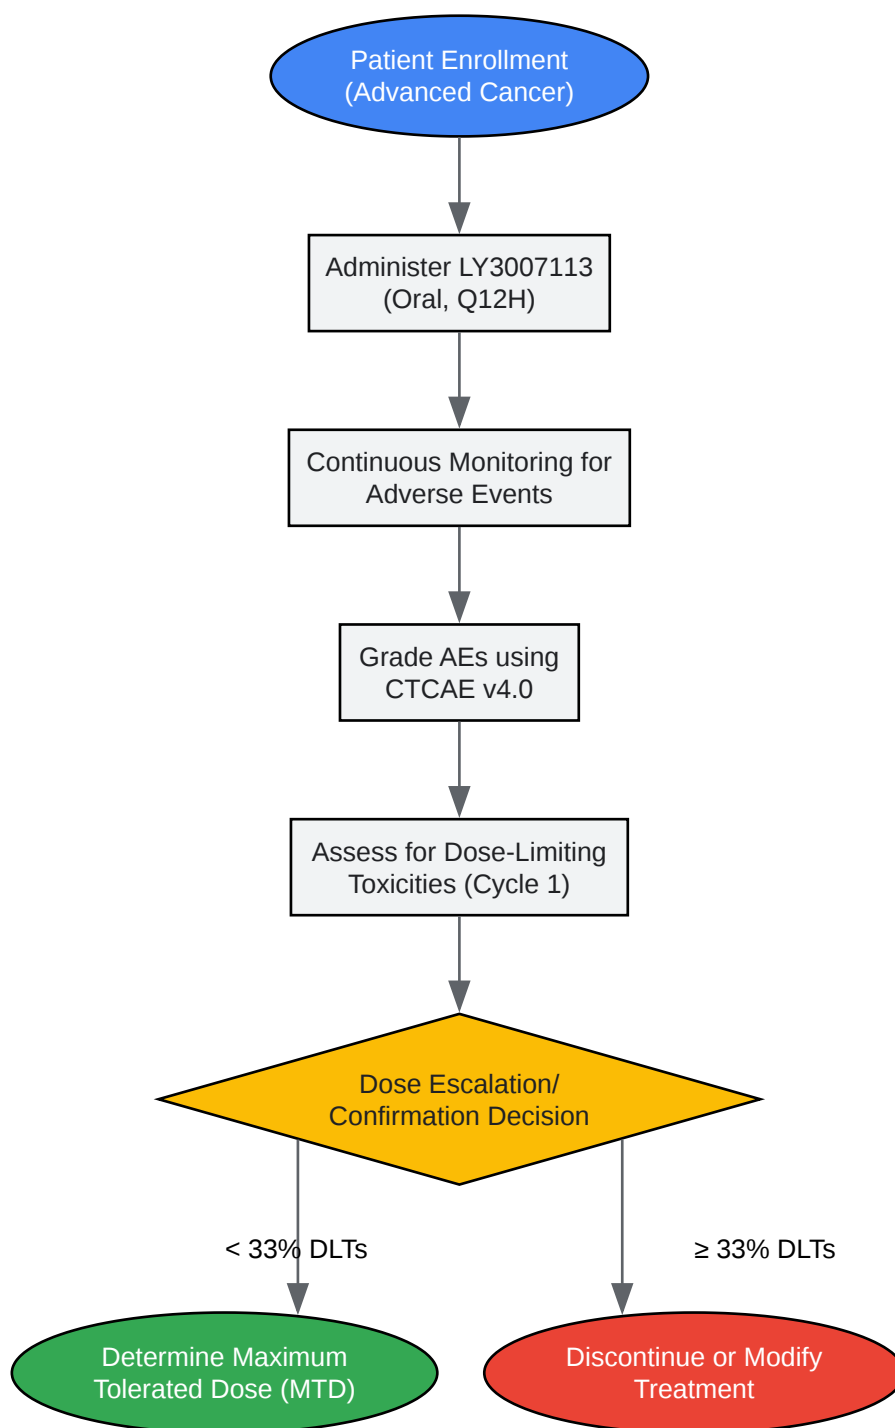 Patient Enrollment
(Advanced Cancer)
Administer LY3007113
(Oral, Q12H)
Continuous Monitoring for
Adverse Events
Grade AEs using
CTCAE v4.0
Assess for Dose-Limiting
Toxicities (Cycle 1)
Dose Escalation/
Confirmation Decision
< 33% DLTs
≥ 33% DLTs
Determine Maximum
Tolerated Dose (MTD)
Discontinue or Modify
Treatment